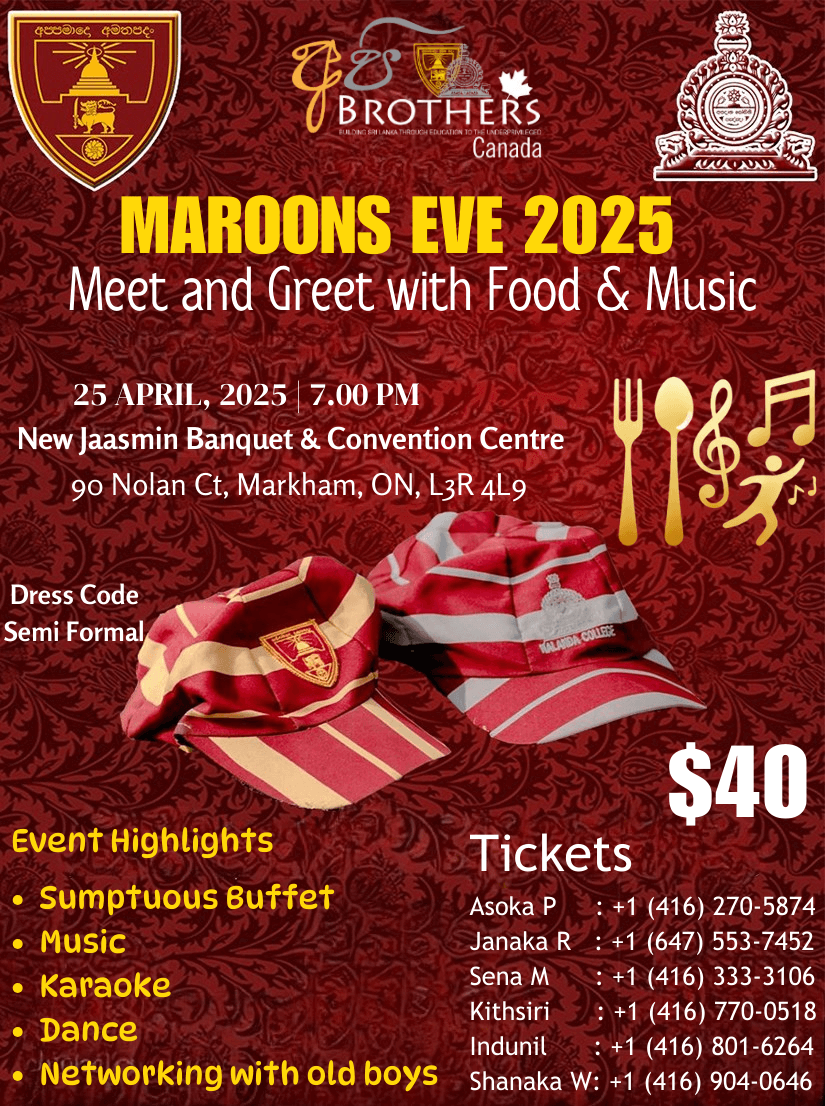 අප්පමාදො අමතපදං
BROTHERS
BUILDING SRI LANKA THROUGH EDUCATION TO THE UNDERPRIVILEGED
Canada
MAROONS EVE 2025
Meet and Greet with Food & Music
25 APRIL, 2025 | 7.00 PM
New Jaasmin Banquet & Convention Centre
90 Nolan Ct, Markham, ON, L3R 4L9
Dress Code
Semi Formal
NALANDA COLLEGE
$40
Event Highlights
• Sumptuous Buffet
• Music
• Karaoke
• Dance
• Networking with old boys
Tickets
Asoka P : +1 (416) 270-5874
Janaka R : +1 (647) 553-7452
Sena M : +1 (416) 333-3106
Kithsiri : +1 (416) 770-0518
Indunil : +1 (416) 801-6264
Shanaka W: +1 (416) 904-0646